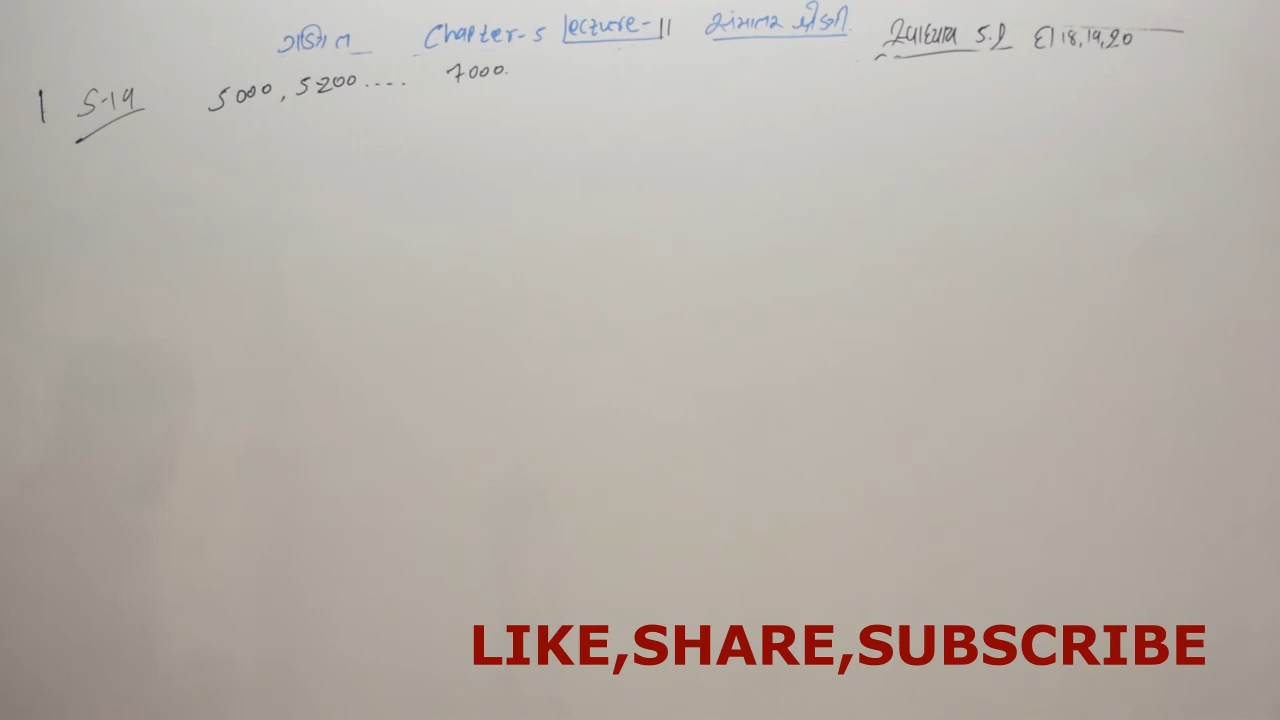 ગણિત Chapter-5 lecture-11 સમાંતર શ્રેણી સ્વાધ્યાય 5.2 દા 18,19,20
1 S-19 5000, 5200.... 7000.
LIKE,SHARE,SUBSCRIBE